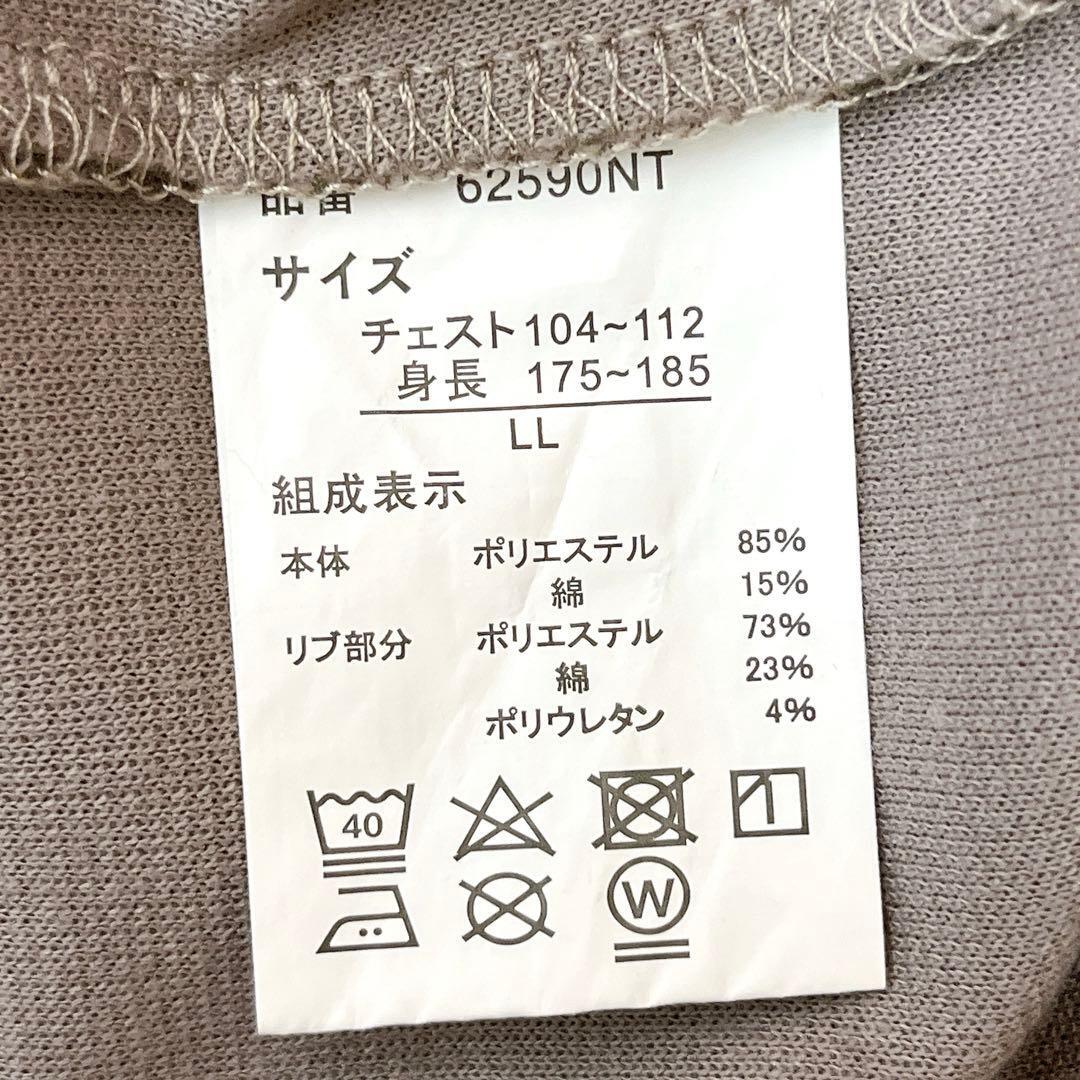 品番 62590NT
サイズ
チェスト104~112
身長 175~185
LL
組成表示
本体 ポリエステル 85%
綿 15%
リブ部分 ポリエステル 73%
綿 23%
ポリウレタン 4%
40
W